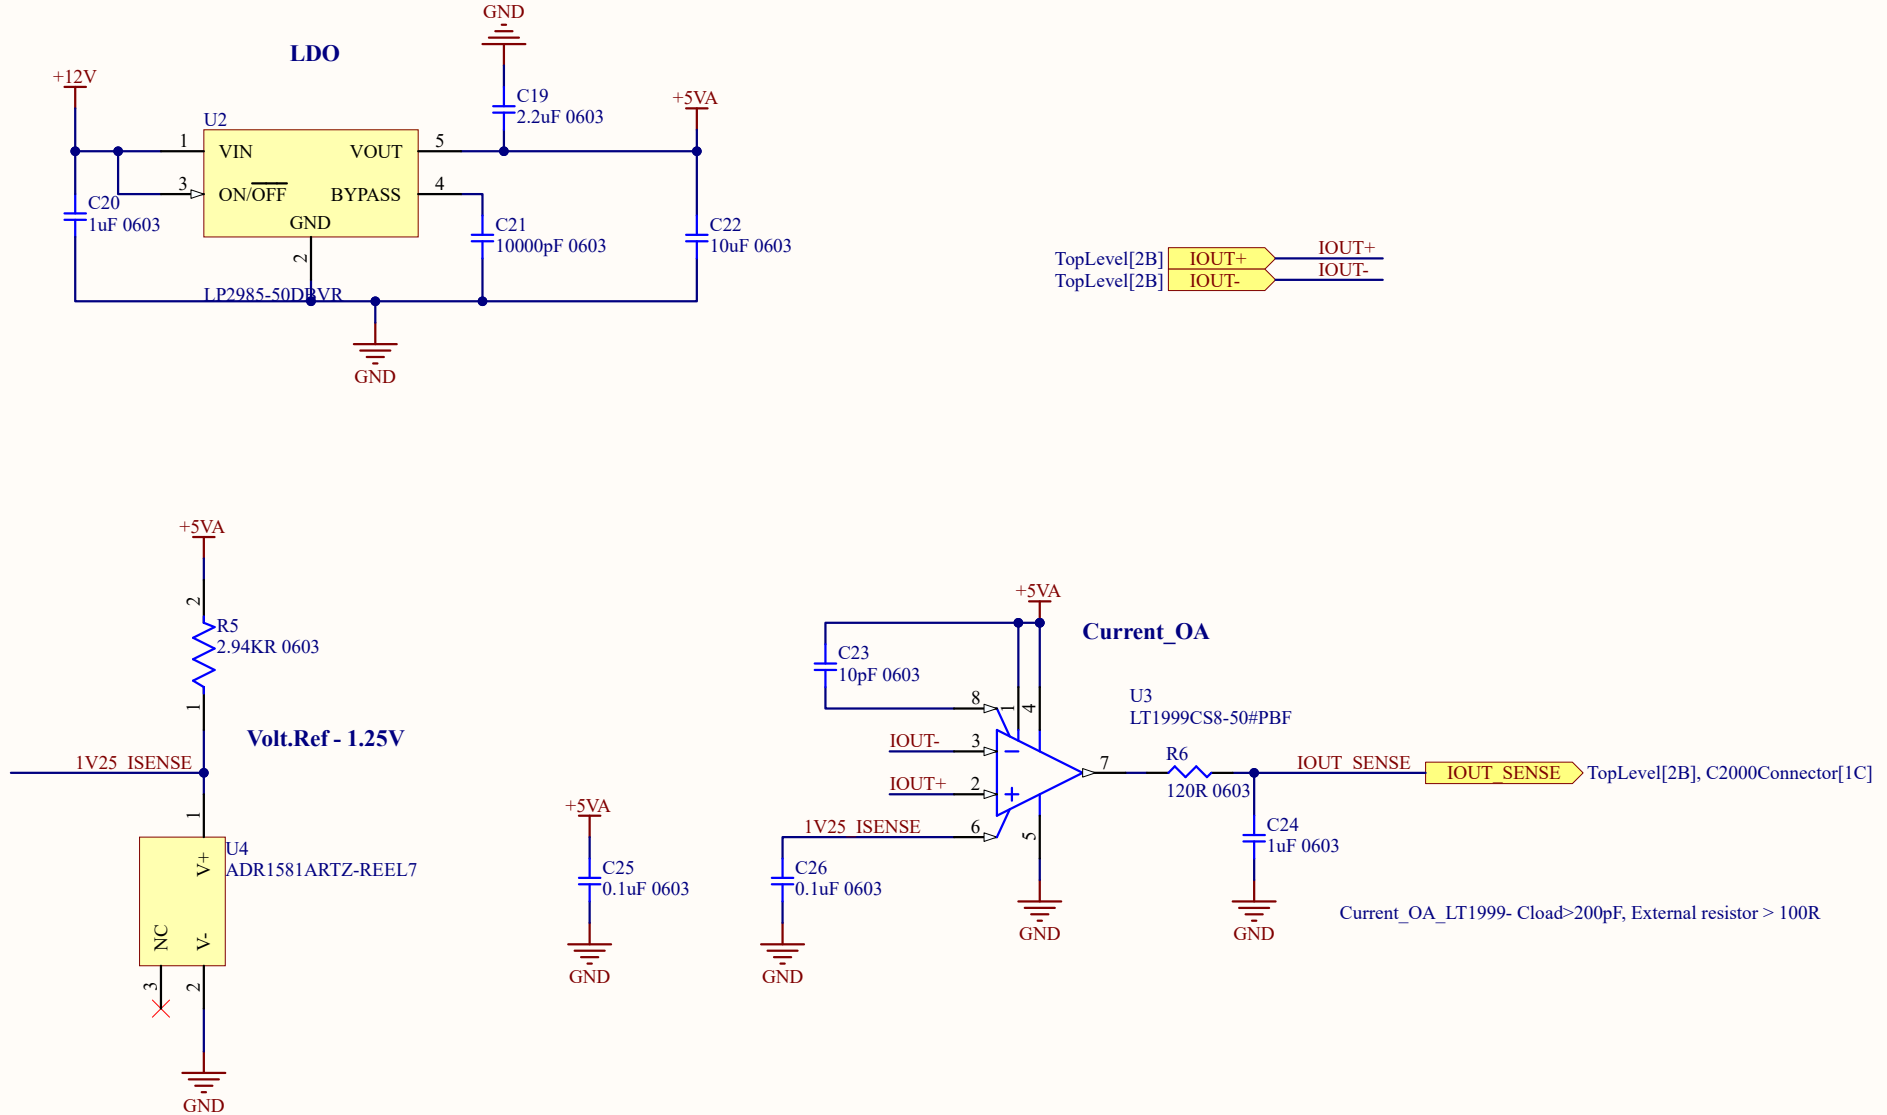 GND
LDO
+12V
C19
2.2uF 0603
+5VA
U2
1
VIN
VOUT
5
3
ON/OFF
BYPASS
4
C20
1uF 0603
GND
2
C21
10000pF 0603
C22
10uF 0603
LP2985-50DBVR
GND
TopLevel[2B]
IOUT+
IOUT+
TopLevel[2B]
IOUT-
IOUT-
+5VA
2
R5
2.94KR 0603
1
Volt.Ref - 1.25V
1V25_ISENSE
1
U4
ADR1581ARTZ-REEL7
V+
NC
V-
3
2
GND
+5VA
C25
0.1uF 0603
GND
+5VA
Current_OA
C23
10pF 0603
8
1
4
U3
LT1999CS8-50#PBF
IOUT-
3
IOUT+
2
1V25_ISENSE
6
5
7
R6
120R 0603
IOUT_SENSE
IOUT_SENSE
TopLevel[2B], C2000Connector[1C]
C26
0.1uF 0603
GND
GND
C24
1uF 0603
GND
Current_OA_LT1999- Cload>200pF, External resistor > 100R